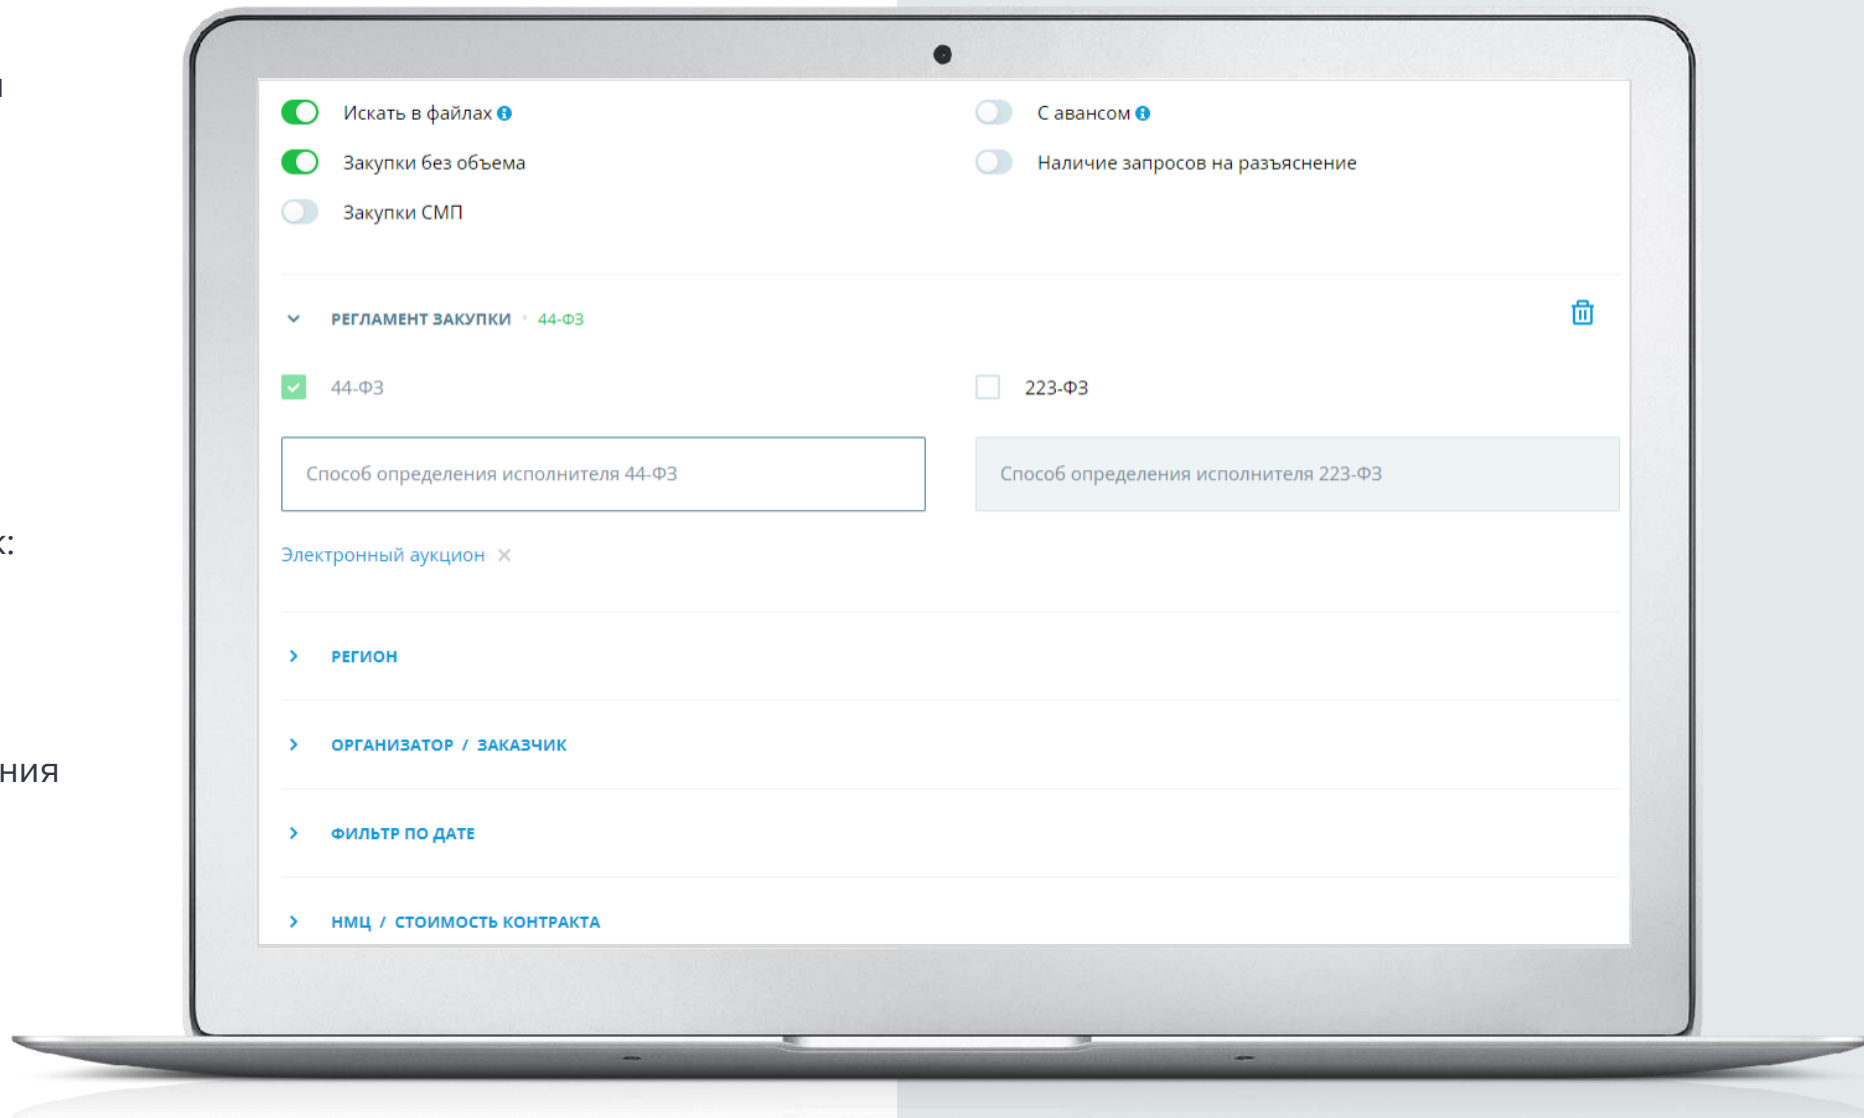 Искать в файлах
С авансом
Закупки без объема
Наличие запросов на разъяснение
Закупки СМП
РЕГЛАМЕНТ ЗАКУПКИ • 44-ФЗ
44-ФЗ
223-ФЗ
Способ определения исполнителя 44-ФЗ
Способ определения исполнителя 223-ФЗ
к:
Электронный аукцион ×
РЕГИОН
ОРГАНИЗАТОР / ЗАКАЗЧИК
ния
ФИЛЬТР ПО ДАТЕ
НМЦ / СТОИМОСТЬ КОНТРАКТА